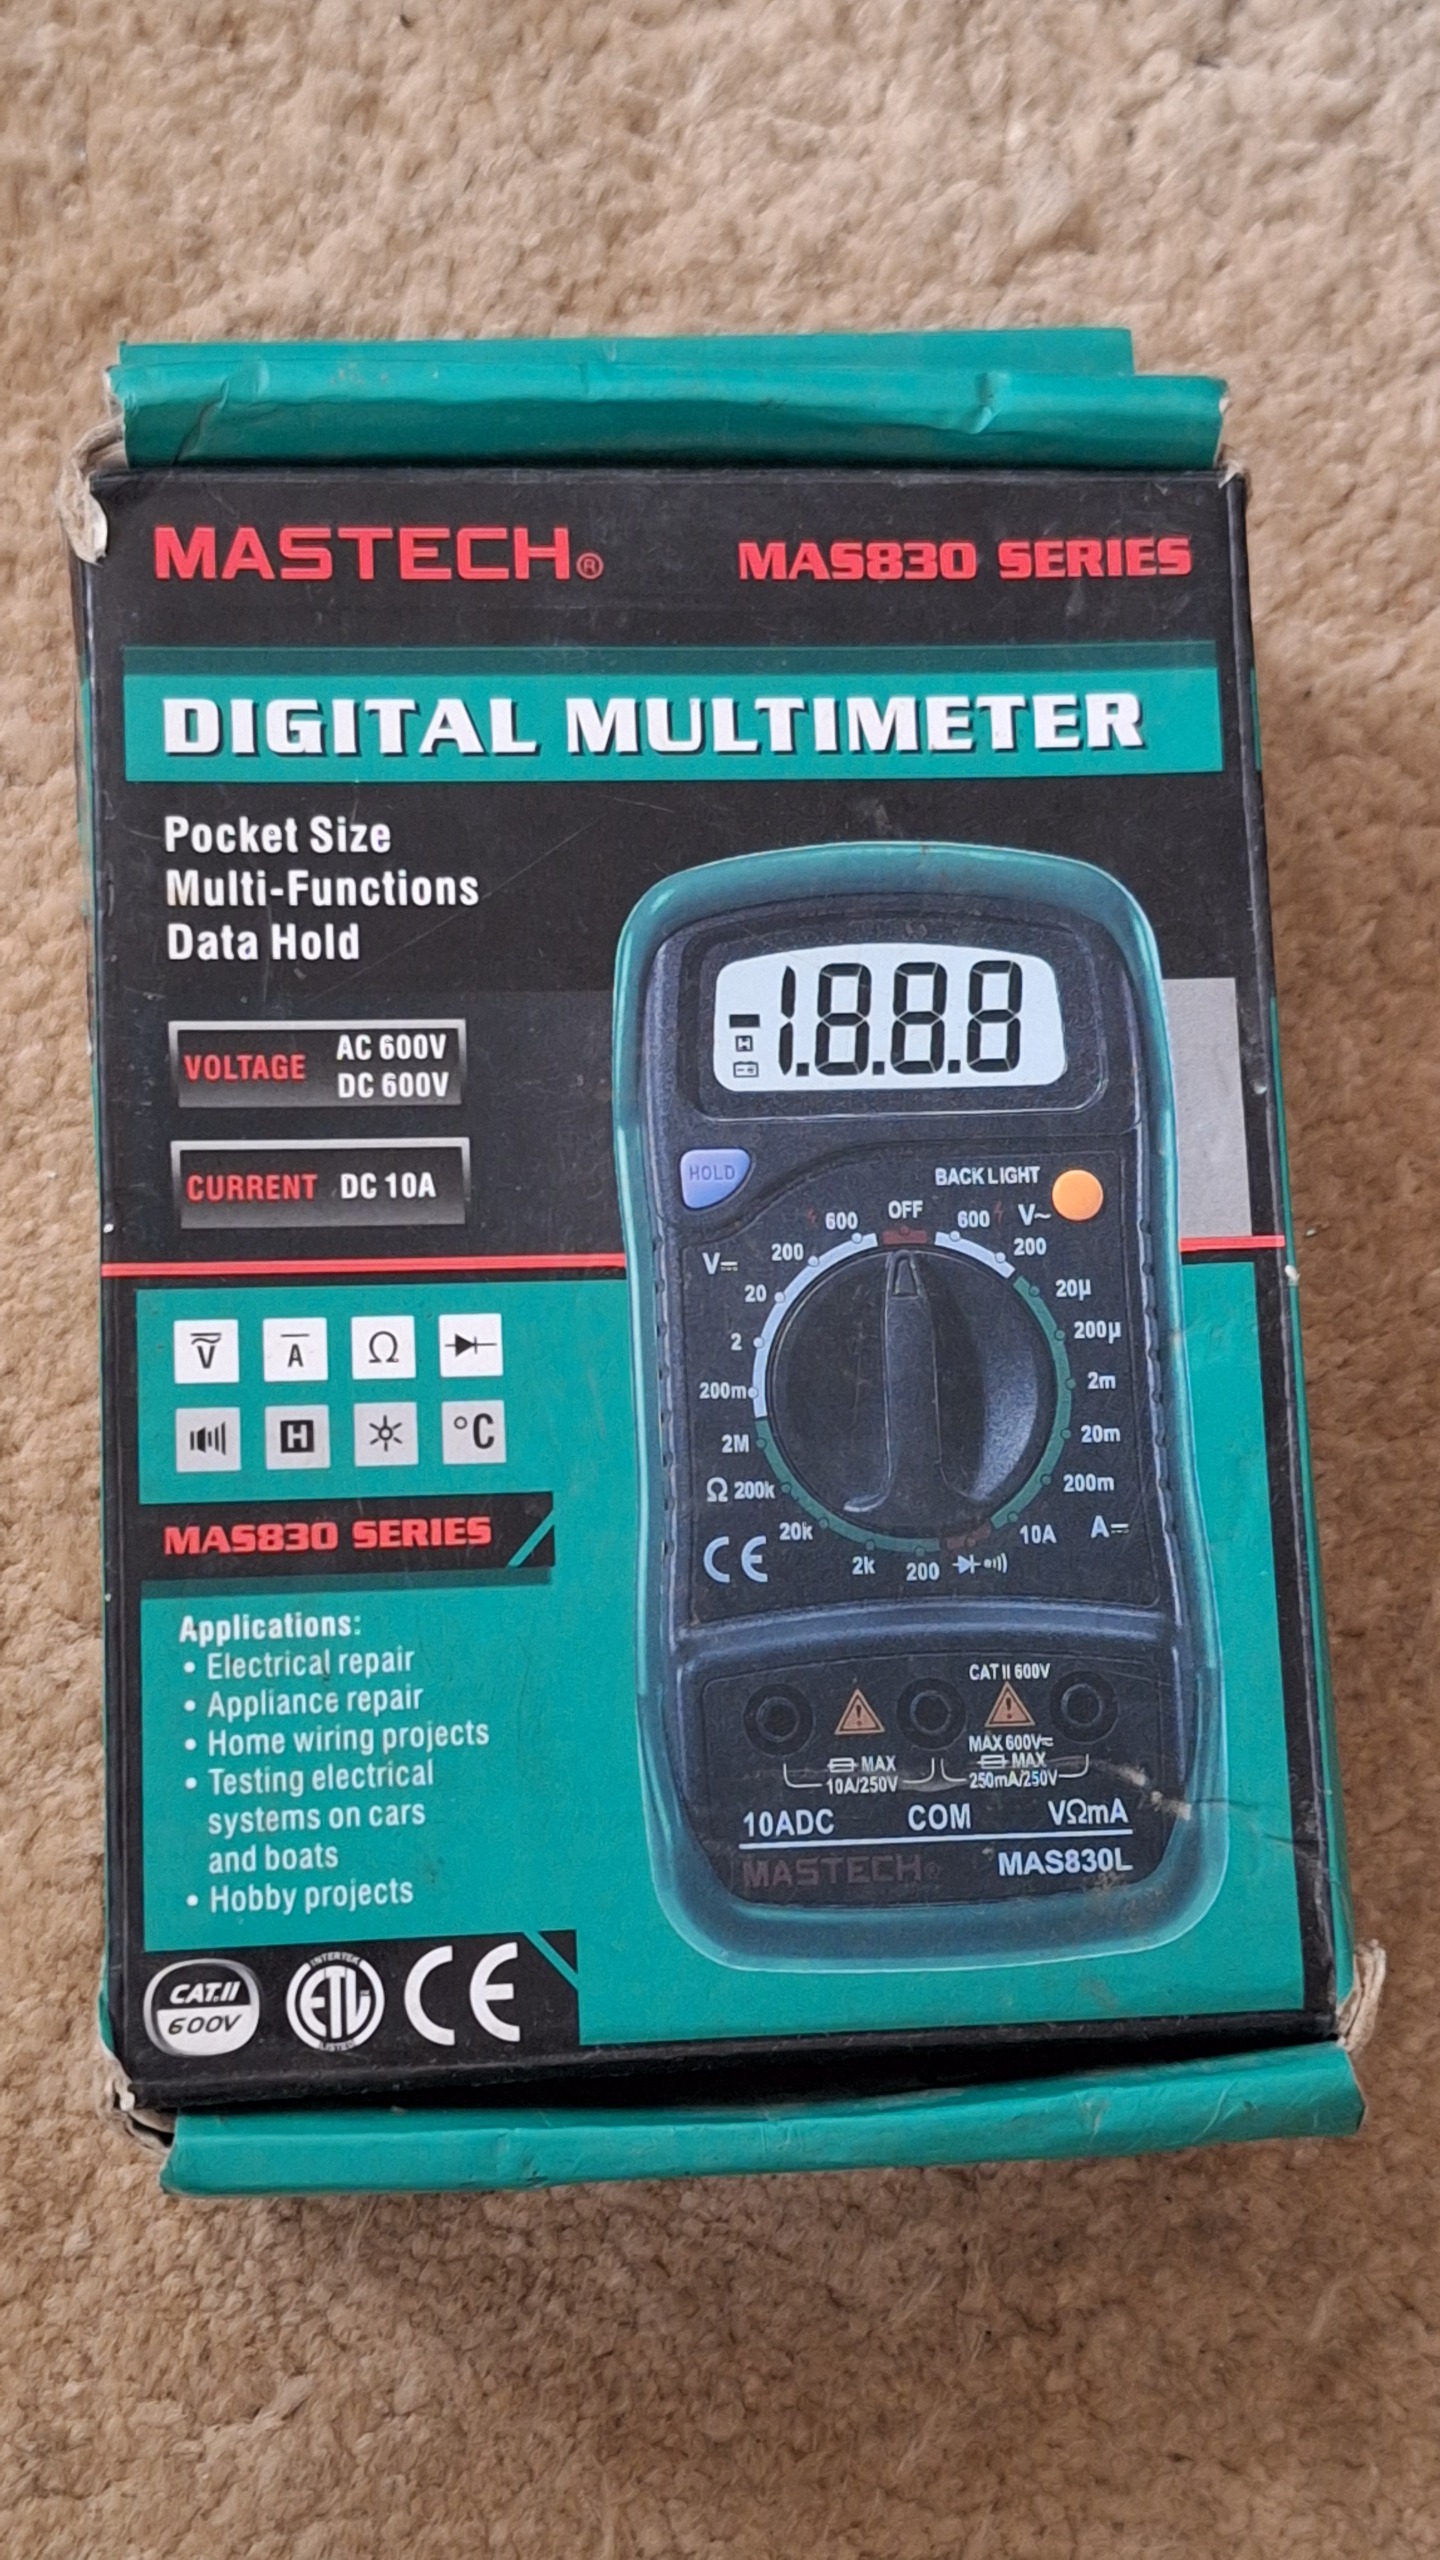 MASTECH®
MAS830 SERIES
DIGITAL MULTIMETER
Pocket Size
Multi-Functions
Data Hold
VOLTAGE AC 600V
DC 600V
CURRENT DC 10A
V
A
Ω
H
°C
MAS830 SERIES
Applications:
• Electrical repair
• Appliance repair
• Home wiring projects
• Testing electrical
systems on cars
and boats
• Hobby projects
CAT.II
600V
INTERTEK
ETL
LISTED
CE
-1.8.8.8
H
HOLD
BACK LIGHT
OFF
600
V~
200
20µ
200µ
2m
20m
200m
10A
A
200
2k
20k
Ω 200k
2M
200m
2
20
200
600
V
CE
CAT II 600V
MAX 600V
MAX
10A/250V
MAX
250mA/250V
10ADC
COM
VΩmA
MASTECH®
MAS830L